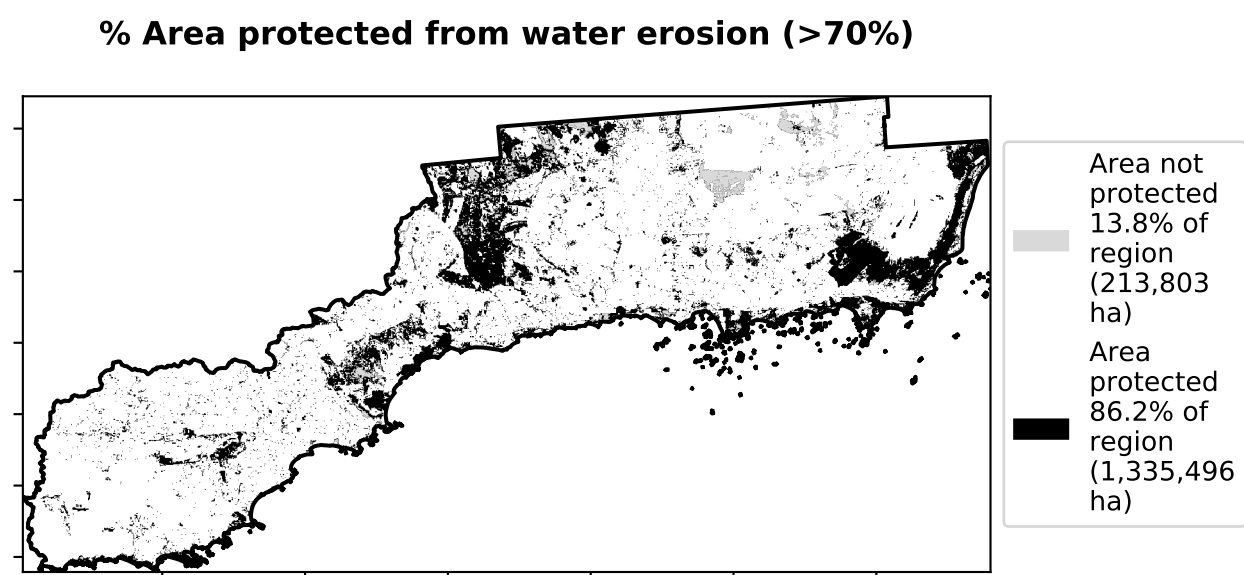 % Area protected from water erosion (>70%)
Area not
protected
13.8% of
region
(213,803
ha)
Area
protected
86.2% of
region
(1,335,496
ha)